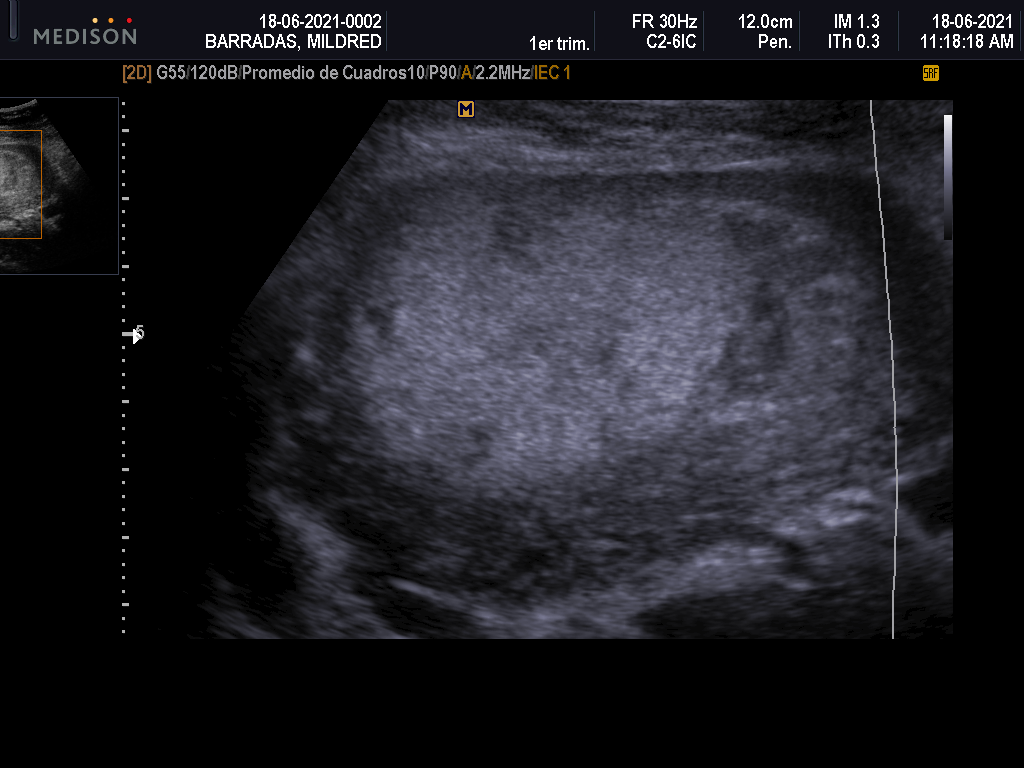 MEDISON
18-06-2021-0002
BARRADAS, MILDRED
1er trim.
FR 30Hz
C2-6IC
12.0cm
Pen.
IM 1.3
ITh 0.3
18-06-2021
11:18:18 AM
[2D] G55/120dB/Promedio de Cuadros10/P90/A/2.2MHz/IEC 1
SRF
M
5